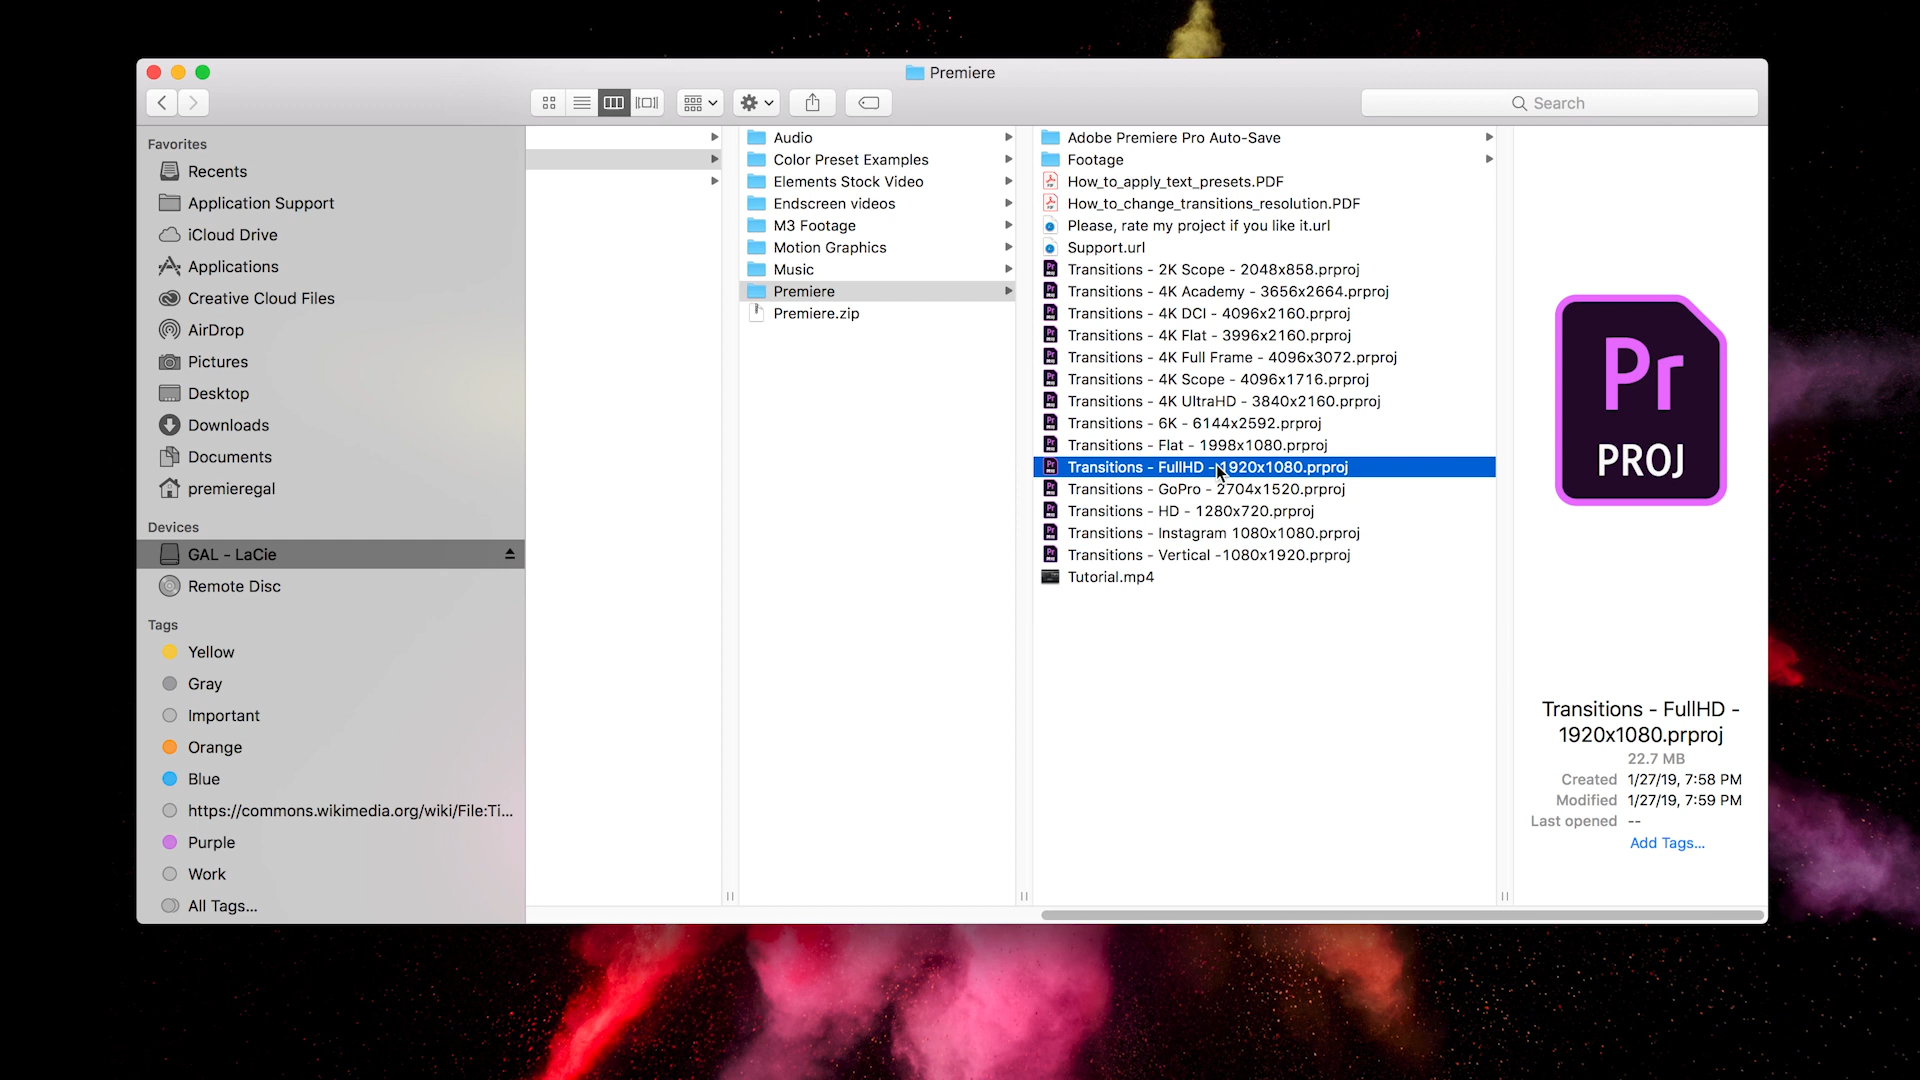 Premiere
Search
Favorites
Recents
Application Support
iCloud Drive
Applications
Creative Cloud Files
AirDrop
Pictures
Desktop
Downloads
Documents
premieregal
Devices
GAL - LaCie
Remote Disc
Tags
Yellow
Gray
Important
Orange
Blue
https://commons.wikimedia.org/wiki/File:Ti...
Purple
Work
All Tags...
Audio
Color Preset Examples
Elements Stock Video
Endscreen videos
M3 Footage
Motion Graphics
Music
Premiere
Premiere.zip
Adobe Premiere Pro Auto-Save
Footage
How_to_apply_text_presets.PDF
How_to_change_transitions_resolution.PDF
Please, rate my project if you like it.url
Support.url
Transitions - 2K Scope - 2048x858.prproj
Transitions - 4K Academy - 3656x2664.prproj
Transitions - 4K DCI - 4096x2160.prproj
Transitions - 4K Flat - 3996x2160.prproj
Transitions - 4K Full Frame - 4096x3072.prproj
Transitions - 4K Scope - 4096x1716.prproj
Transitions - 4K UltraHD - 3840x2160.prproj
Transitions - 6K - 6144x2592.prproj
Transitions - Flat - 1998x1080.prproj
Transitions - FullHD - 1920x1080.prproj
Transitions - GoPro - 2704x1520.prproj
Transitions - HD - 1280x720.prproj
Transitions - Instagram 1080x1080.prproj
Transitions - Vertical -1080x1920.prproj
Tutorial.mp4
Pr
PROJ
Transitions - FullHD -
1920x1080.prproj
22.7 MB
Created 1/27/19, 7:58 PM
Modified 1/27/19, 7:59 PM
Last opened --
Add Tags...